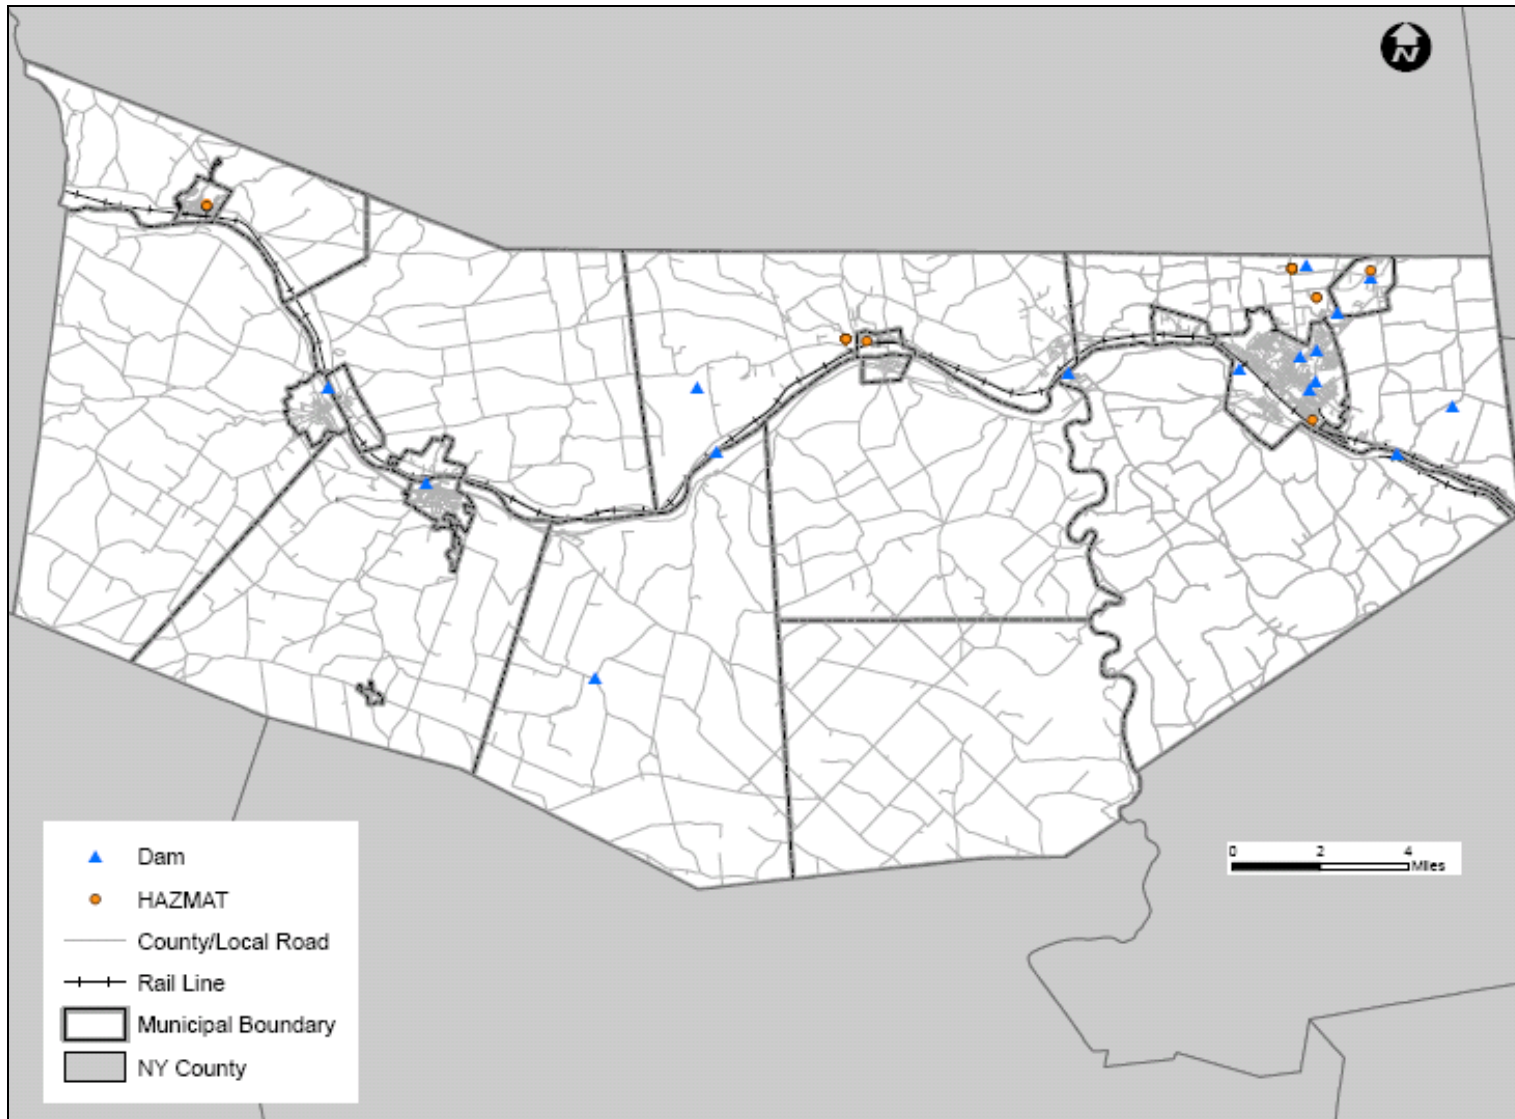 N
Dam
HAZMAT
County/Local Road
Rail Line
Municipal Boundary
NY County
0 2 4
Miles